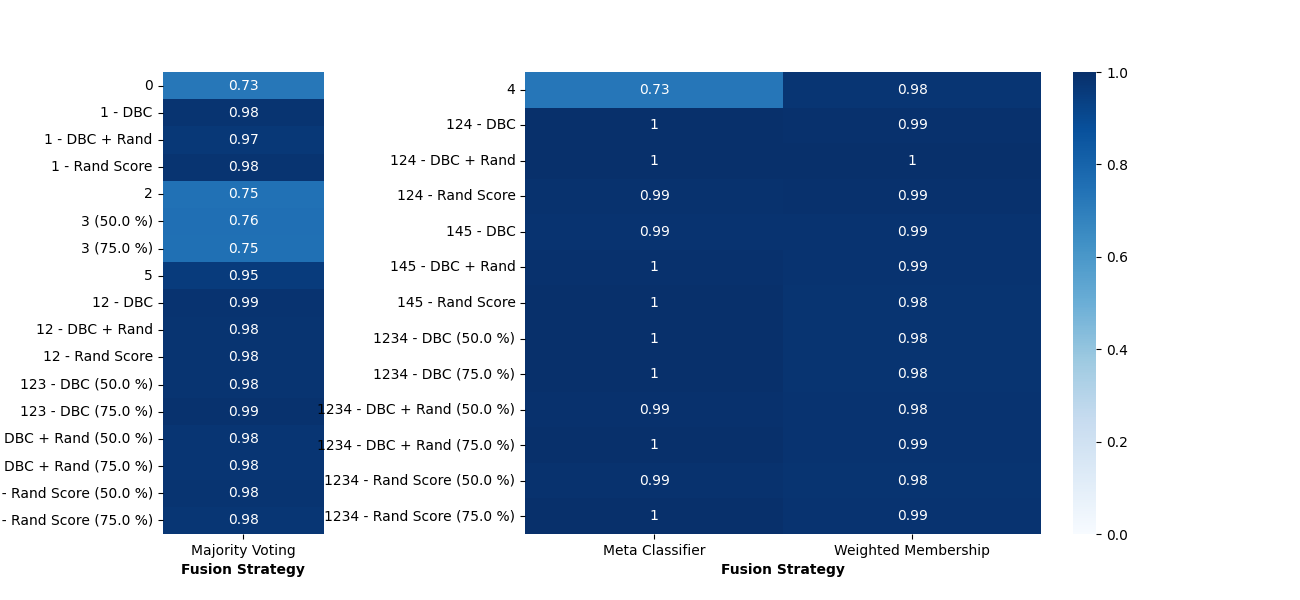 0 0.73
1 - DBC 0.98
1 - DBC + Rand 0.97
1 - Rand Score 0.98
2 0.75
3 (50.0 %) 0.76
3 (75.0 %) 0.75
5 0.95
12 - DBC 0.99
12 - DBC + Rand 0.98
12 - Rand Score 0.98
123 - DBC (50.0 %) 0.98
123 - DBC (75.0 %) 0.99
DBC + Rand (50.0 %) 0.98
DBC + Rand (75.0 %) 0.98
- Rand Score (50.0 %) 0.98
- Rand Score (75.0 %) 0.98
Majority Voting
Fusion Strategy
4 0.73 0.98
124 - DBC 1 0.99
124 - DBC + Rand 1 1
124 - Rand Score 0.99 0.99
145 - DBC 0.99 0.99
145 - DBC + Rand 1 0.99
145 - Rand Score 1 0.98
1234 - DBC (50.0 %) 1 0.98
1234 - DBC (75.0 %) 1 0.98
1234 - DBC + Rand (50.0 %) 0.99 0.98
1234 - DBC + Rand (75.0 %) 1 0.99
1234 - Rand Score (50.0 %) 0.99 0.98
1234 - Rand Score (75.0 %) 1 0.99
Meta Classifier Weighted Membership
Fusion Strategy
1.0
0.8
0.6
0.4
0.2
0.0